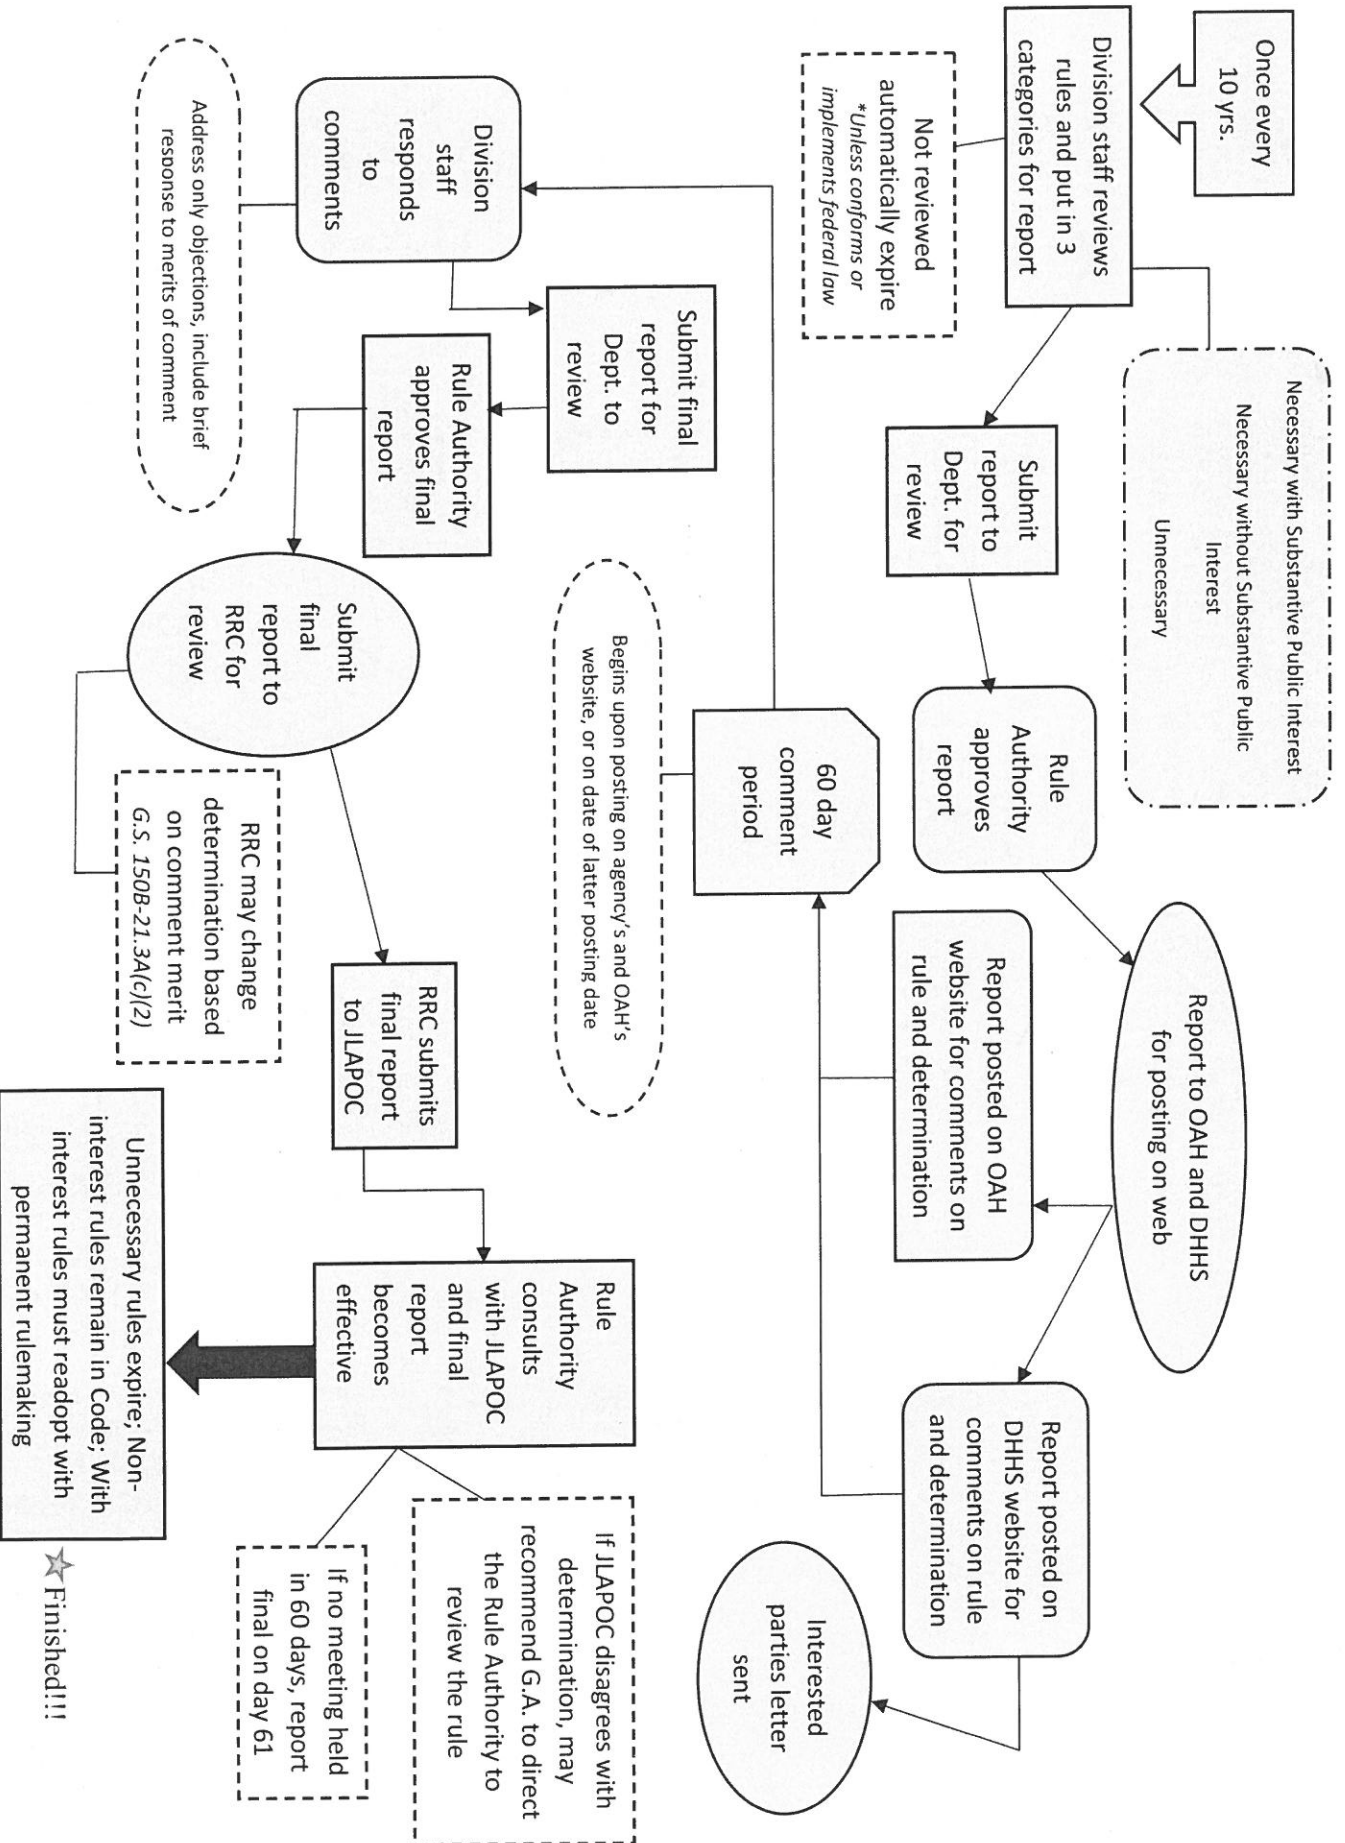 Once every
10 yrs.
Division staff reviews
rules and put in 3
categories for report
Necessary with Substantive Public Interest
Necessary without Substantive Public
Interest
Unnecessary
Not reviewed
automatically expire
*Unless conforms or
implements federal law
Submit
report to
Dept. for
review
Rule
Authority
approves
report
Report to OAH and DHHS
for posting on web
Report posted on OAH
website for comments on
rule and determination
Report posted on
DHHS website for
comments on rule
and determination
Interested
parties letter
sent
60 day
comment
period
Begins upon posting on agency's and OAH's
website, or on date of latter posting date
Division
staff
responds
to
comments
Address only objections, include brief
response to merits of comment
Submit final
report for
Dept. to
review
Rule Authority
approves final
report
Submit
final
report to
RRC for
review
RRC may change
determination based
on comment merit
G.S. 150B-21.3A(c)(2)
RRC submits
final report
to JLAPOC
Rule
Authority
consults
with JLAPOC
and final
report
becomes
effective
If JLAPOC disagrees with
determination, may
recommend G.A. to direct
the Rule Authority to
review the rule
If no meeting held
in 60 days, report
final on day 61
Unnecessary rules expire; Non-
interest rules remain in Code; With
interest rules must readopt with
permanent rulemaking
Finished!!!